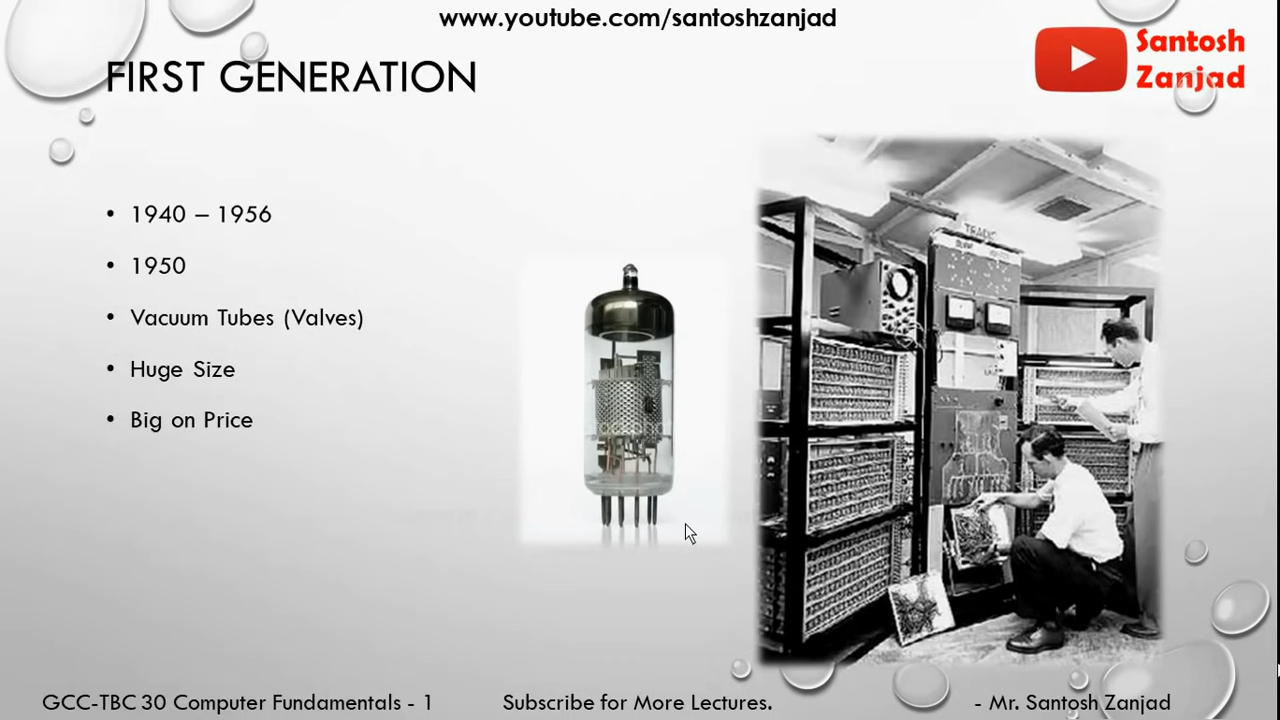 www.youtube.com/santoshzanjad
Santosh
Zanjad
FIRST GENERATION
• 1940 – 1956
• 1950
• Vacuum Tubes (Valves)
• Huge Size
• Big on Price
TRADIC
GCC-TBC 30 Computer Fundamentals - 1
Subscribe for More Lectures.
- Mr. Santosh Zanjad